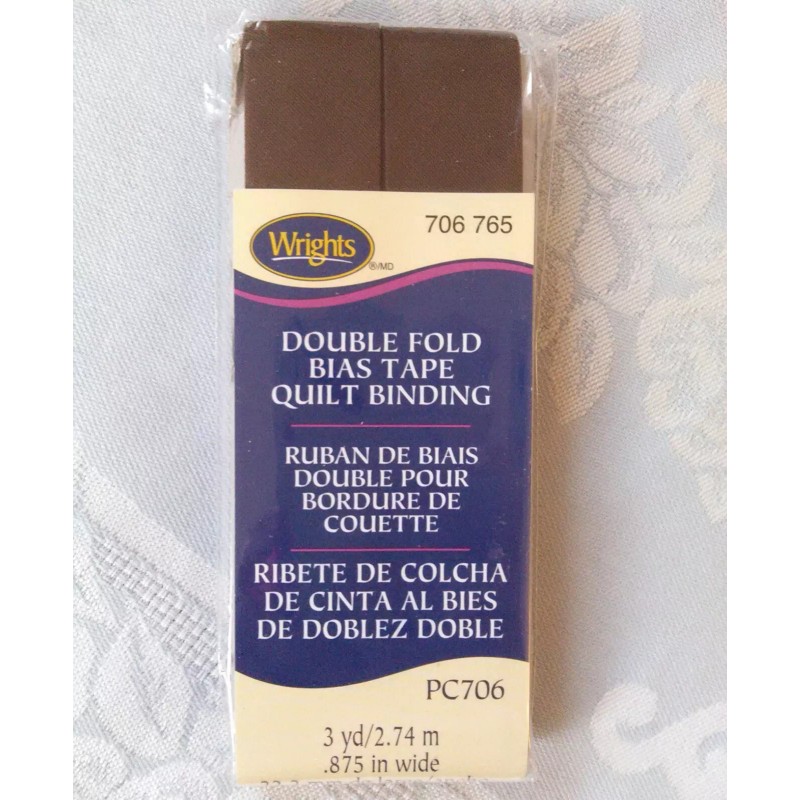 Wrights
®/MD
706 765
DOUBLE FOLD
BIAS TAPE
QUILT BINDING
RUBAN DE BIAIS
DOUBLE POUR
BORDURE DE
COUETTE
RIBETE DE COLCHA
DE CINTA AL BIES
DE DOBLEZ DOBLE
PC706
3 yd/2.74 m
.875 in wide